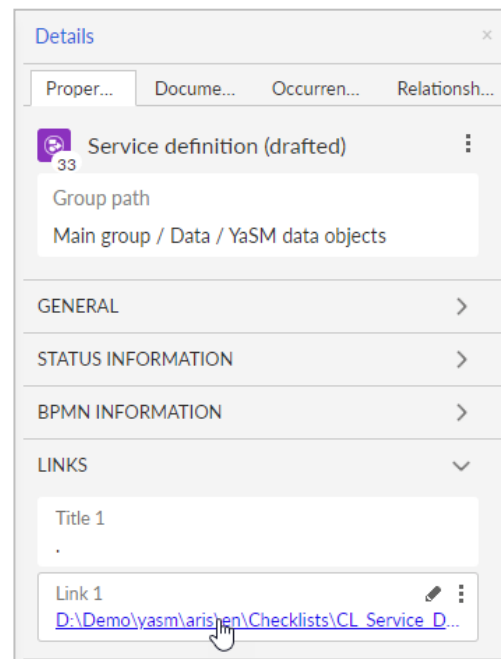 Details
Proper... Docume... Occurren... Relationsh...
Service definition (drafted)
33
Group path
Main group / Data / YaSM data objects
GENERAL
STATUS INFORMATION
BPMN INFORMATION
LINKS
Title 1
.
Link 1
D:\Demo\yasm\aris\en\Checklists\CL_Service_D...